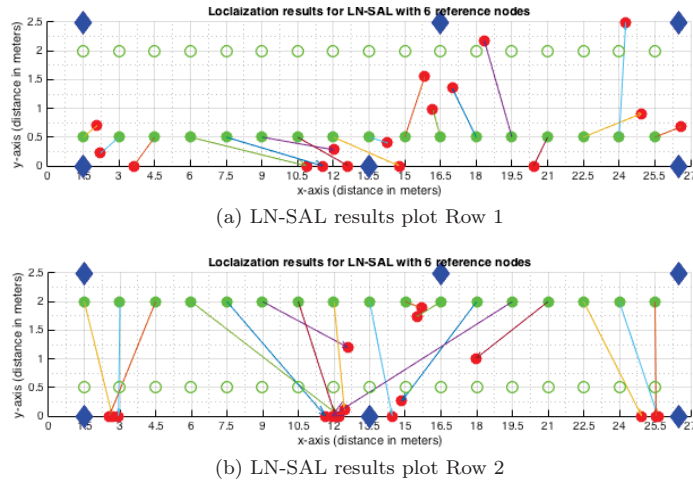 Loclaization results for LN-SAL with 6 reference nodes
2.5
2
1.5
1
0.5
0
y-axis (distance in meters)
0 1.5 3 4.5 6 7.5 9 10.5 12 13.5 15 16.5 18 19.5 21 22.5 24 25.5 27
x-axis (distance in meters)
(a) LN-SAL results plot Row 1
Loclaization results for LN-SAL with 6 reference nodes
2.5
2
1.5
1
0.5
0
y-axis (distance in meters)
0 1.5 3 4.5 6 7.5 9 10.5 12 13.5 15 16.5 18 19.5 21 22.5 24 25.5 27
x-axis (distance in meters)
(b) LN-SAL results plot Row 2